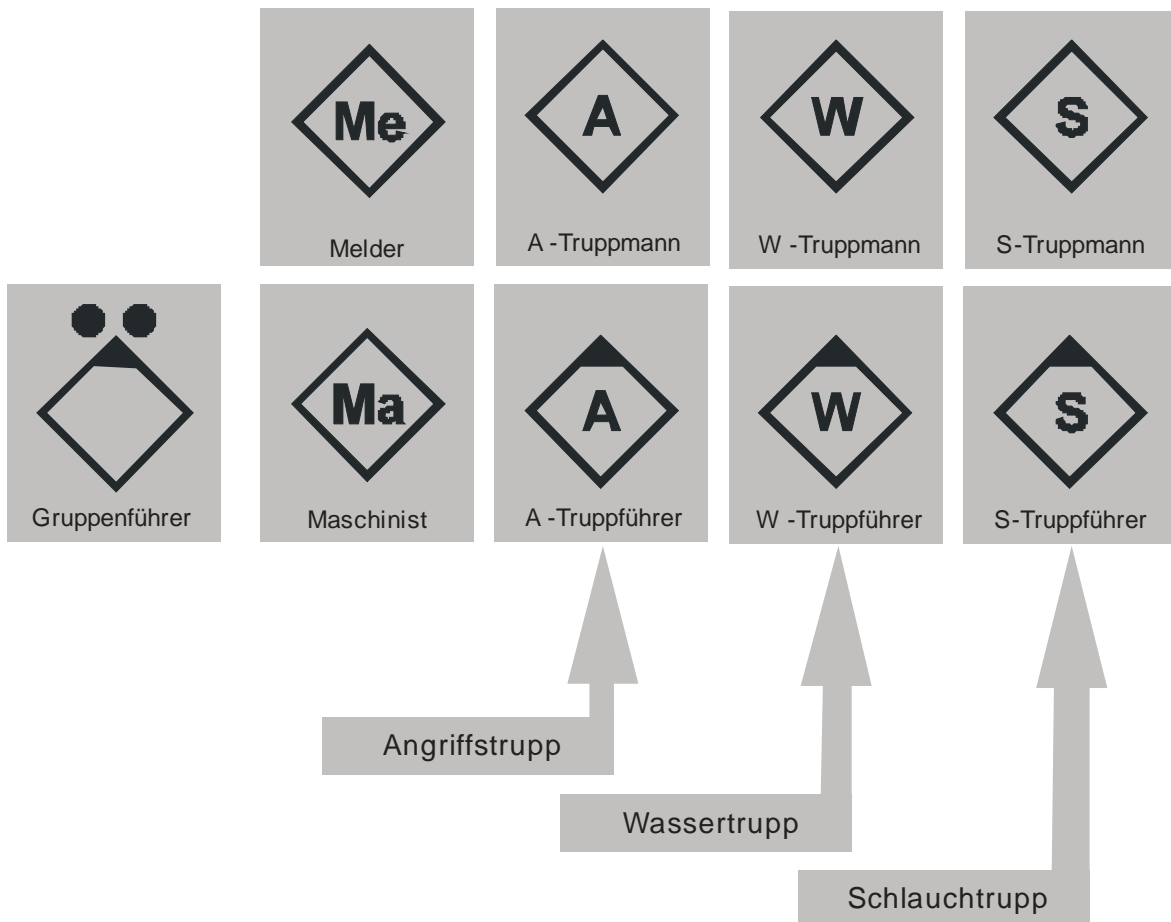 Me
A
W
S
Melder
A -Truppmann
W -Truppmann
S-Truppmann
Ma
A
W
S
Gruppenführer
Maschinist
A -Truppführer
W -Truppführer
S-Truppführer
Angriffstrupp
Wassertrupp
Schlauchtrupp